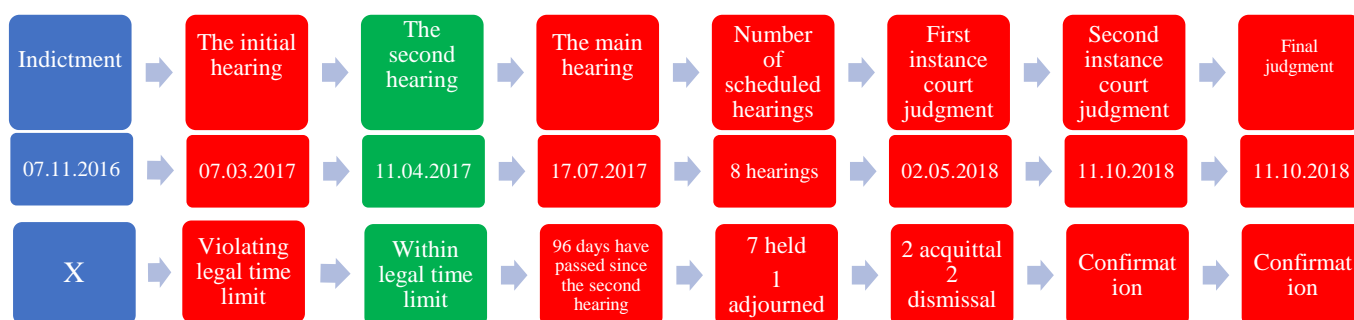 Indictment
The initial
hearing
The
second
hearing
The main
hearing
Number
of
scheduled
hearings
First
instance
court
judgment
Second
instance
court
judgment
Final
judgment
07.11.2016
07.03.2017
11.04.2017
17.07.2017
8 hearings
02.05.2018
11.10.2018
11.10.2018
X
Violating
legal time
limit
Within
legal time
limit
96 days have
passed since
the second
hearing
7 held
1
adjourned
2 acquittal
2
dismissal
Confirmat
ion
Confirmat
ion